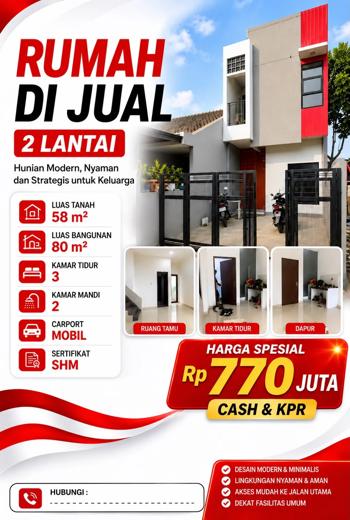 RUMAH
DI JUAL
2 LANTAI
Hunian Modern, Nyaman
dan Strategis untuk Keluarga
LUAS TANAH
58 m²
LUAS BANGUNAN
80 m²
KAMAR TIDUR
3
KAMAR MANDI
2
CARPORT
MOBIL
SERTIFIKAT
SHM
RUANG TAMU
KAMAR TIDUR
DAPUR
HARGA SPESIAL
Rp 770 JUTA
CASH & KPR
HUBUNGI :
DESAIN MODERN & MINIMALIS
LINGKUNGAN NYAMAN & AMAN
AKSES MUDAH KE JALAN UTAMA
DEKAT FASILITAS UMUM